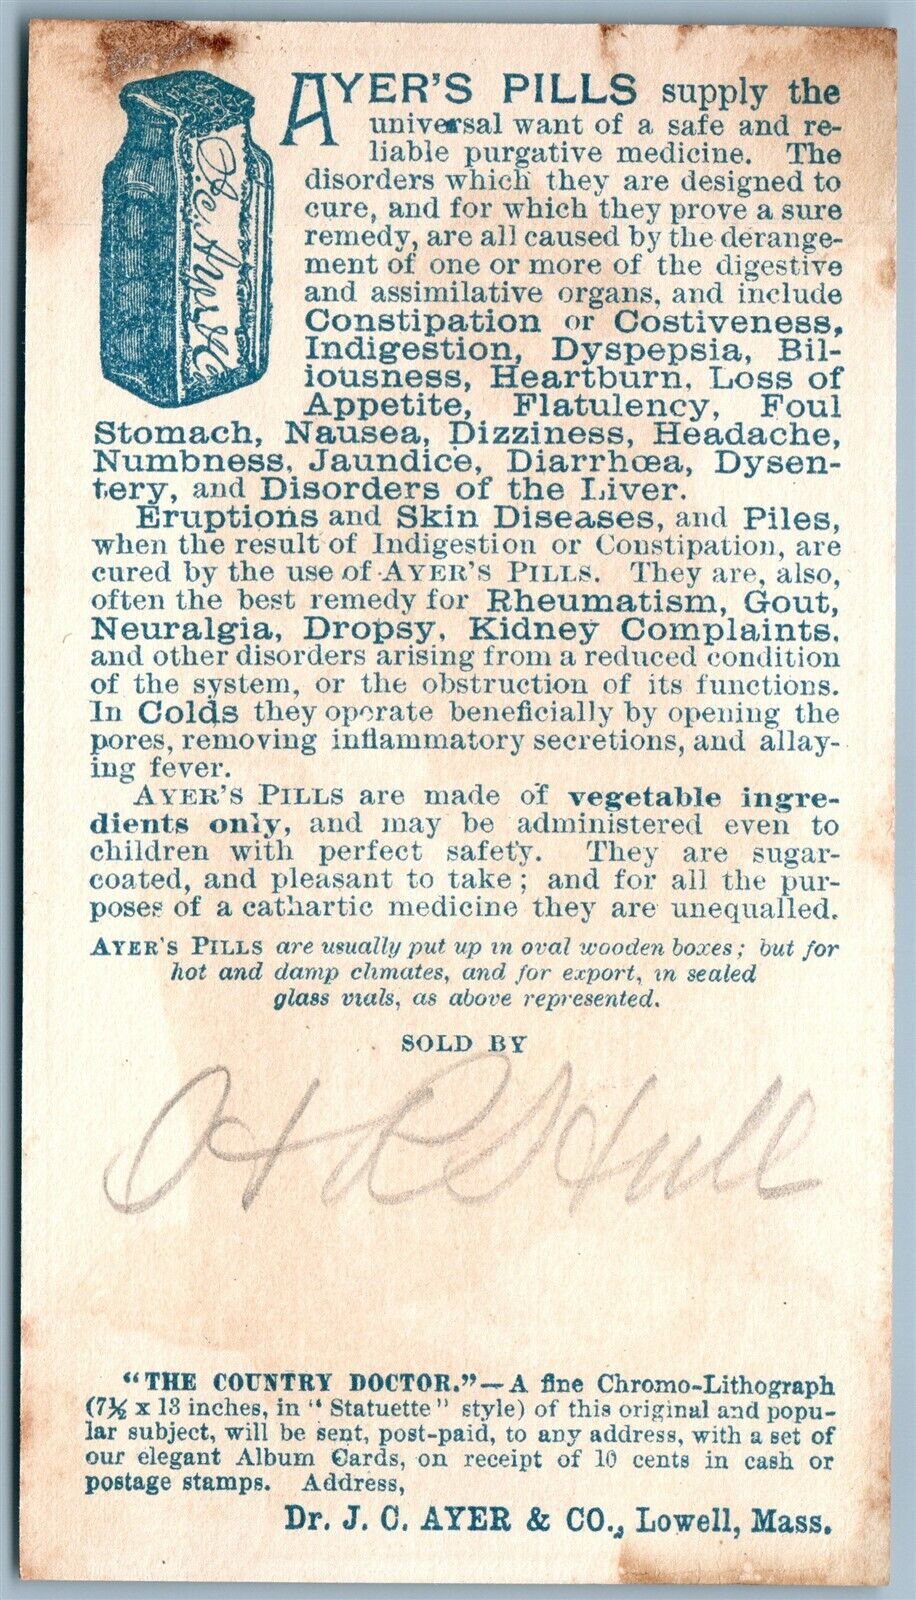 AYER'S PILLS supply the
universal want of a safe and re-
liable purgative medicine. The
disorders which they are designed to
cure, and for which they prove a sure
remedy, are all caused by the derange-
ment of one or more of the digestive
and assimilative organs, and include
Constipation or Costiveness,
Indigestion, Dyspepsia, Bil-
iousness, Heartburn, Loss of
Appetite, Flatulency, Foul
Stomach, Nausea, Dizziness, Headache,
Numbness, Jaundice, Diarrhœa, Dysen-
tery, and Disorders of the Liver.
Eruptions and Skin Diseases, and Piles,
when the result of Indigestion or Constipation, are
cured by the use of AYER'S PILLS. They are, also,
often the best remedy for Rheumatism, Gout,
Neuralgia, Dropsy, Kidney Complaints,
and other disorders arising from a reduced condition
of the system, or the obstruction of its functions.
In Colds they operate beneficially by opening the
pores, removing inflammatory secretions, and allay-
ing fever.
AYER'S PILLS are made of vegetable ingre-
dients only, and may be administered even to
children with perfect safety. They are sugar-
coated, and pleasant to take; and for all the pur-
poses of a cathartic medicine they are unequalled.
AYER'S PILLS are usually put up in oval wooden boxes; but for
hot and damp climates, and for export, in sealed
glass vials, as above represented.
SOLD BY
Hull
"THE COUNTRY DOCTOR."—A fine Chromo-Lithograph
(7½ x 13 inches, in "Statuette" style) of this original and popu-
lar subject, will be sent, post-paid, to any address, with a set of
our elegant Album Cards, on receipt of 10 cents in cash or
postage stamps. Address,
Dr. J. C. AYER & CO., Lowell, Mass.